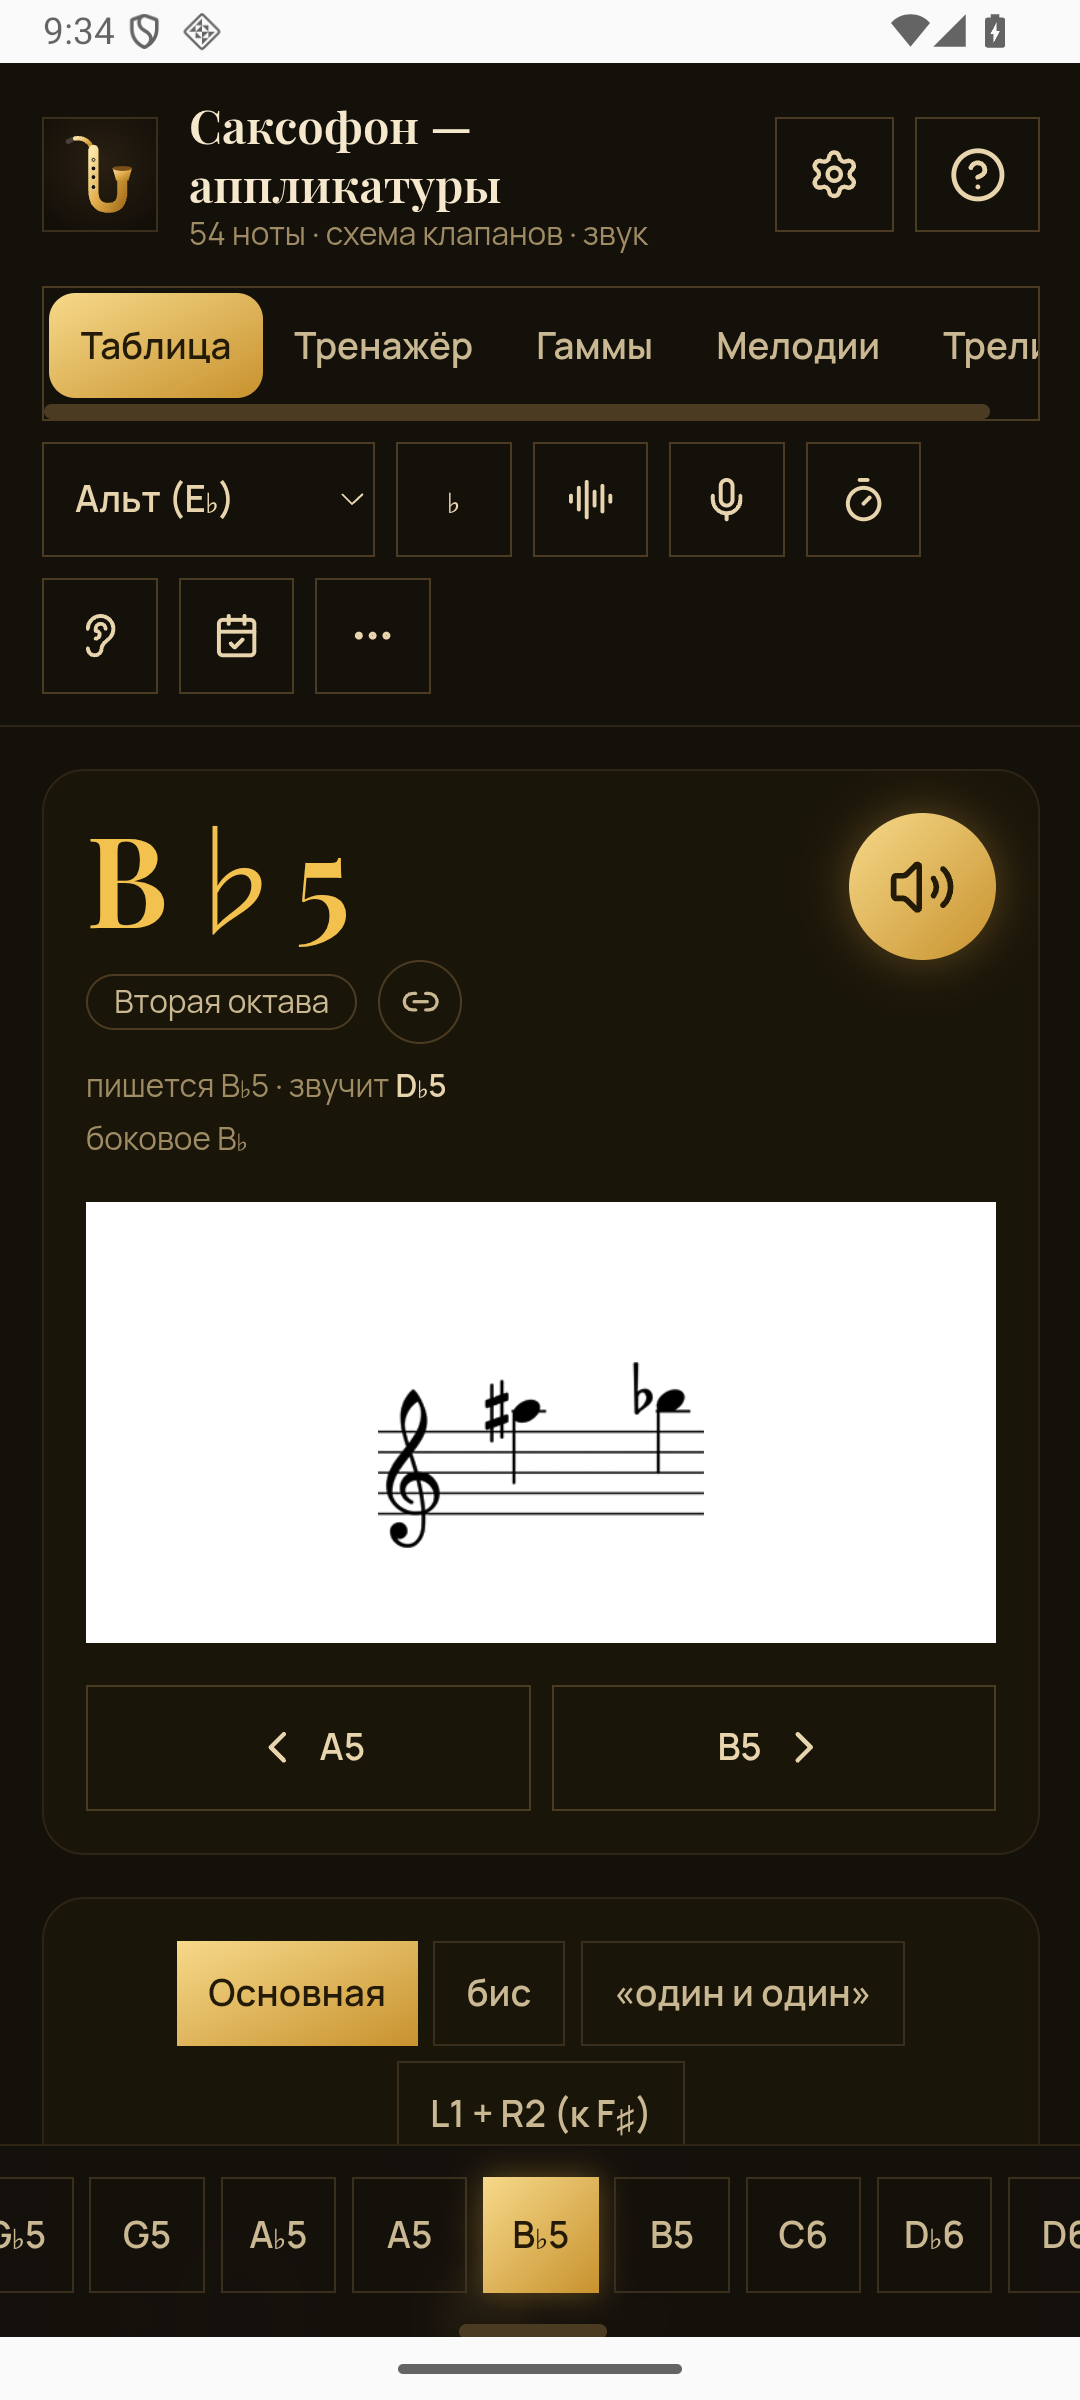 9:34
Саксофон —
аппликатуры
54 ноты · схема клапанов · звук
Таблица Тренажёр Гаммы Мелодии
Альт (E♭) ♭
B♭5
Вторая октава
пишется B♭5 · звучит D♭5
боковое B♭
A5 B5
Основная бис «один и один»
L1 + R2 (к F♯)
G♭5 G5 A♭5 A5 B♭5 B5 C6 D♭6 D6